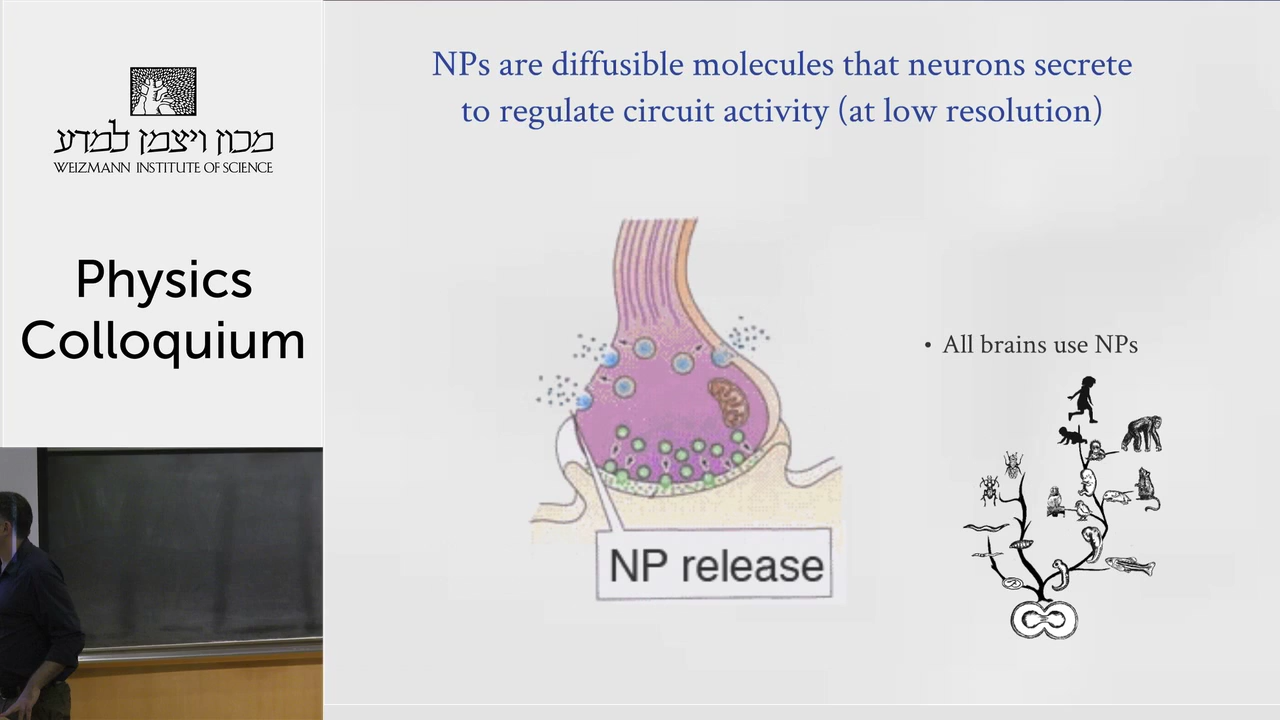 מכון ויצמן למדע
WEIZMANN INSTITUTE OF SCIENCE
Physics
Colloquium
NPs are diffusible molecules that neurons secrete
to regulate circuit activity (at low resolution)
• All brains use NPs
NP release